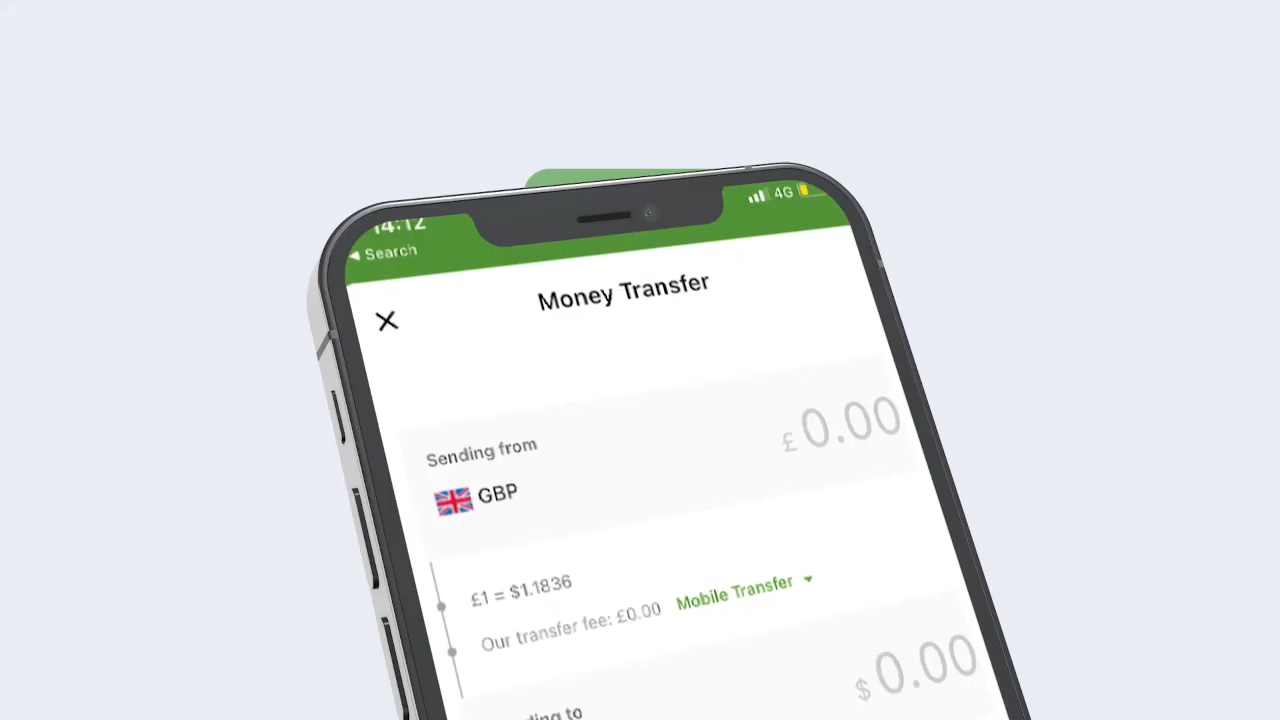 14:12
4G
◀ Search
Money Transfer
£ 0.00
Sending from
GBP
£1 = $1.1836
Our transfer fee: £0.00 Mobile Transfer
$ 0.00
to